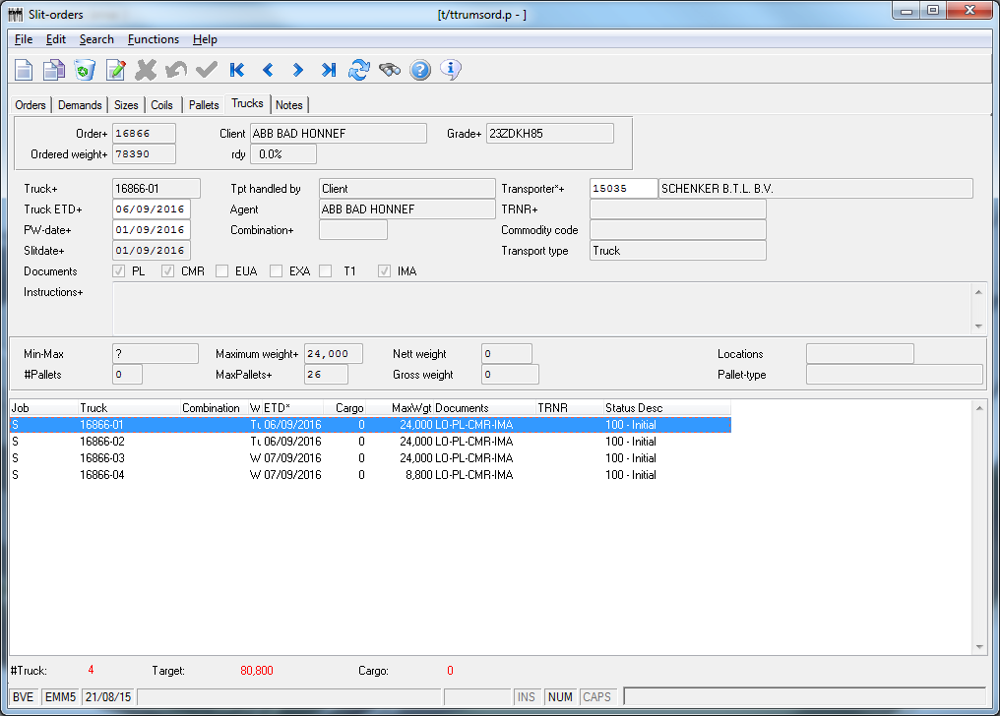 Slit-orders [t/ttrumsord.p - ]
File Edit Search Functions Help
Orders Demands Sizes Coils Pallets Trucks Notes
Order+ 16866 Client ABB BAD HONNEF Grade+ 23ZDKH85
Ordered weight+ 78390 rdy 0.0%
Truck+ 16866-01 Tpt handled by Client Transporter*+ 15035 SCHENKER B.T.L. B.V.
Truck ETD+ 06/09/2016 Agent ABB BAD HONNEF TRNR+
PW-date+ 01/09/2016 Combination+ Commodity code
Slitdate+ 01/09/2016 Transport type Truck
Documents PL CMR EUA EXA T1 IMA
Instructions+
Min-Max ? Maximum weight+ 24,000 Nett weight 0 Locations
#Pallets 0 MaxPallets+ 26 Gross weight 0 Pallet-type
Job Truck Combination W ETD* Cargo MaxWgt Documents TRNR Status Desc
S 16866-01 Tu 06/09/2016 0 24,000 LO-PL-CMR-IMA 100 - Initial
S 16866-02 Tu 06/09/2016 0 24,000 LO-PL-CMR-IMA 100 - Initial
S 16866-03 W 07/09/2016 0 24,000 LO-PL-CMR-IMA 100 - Initial
S 16866-04 W 07/09/2016 0 8,800 LO-PL-CMR-IMA 100 - Initial
#Truck: 4 Target: 80,800 Cargo: 0
BVE EMM5 21/08/15 INS NUM CAPS